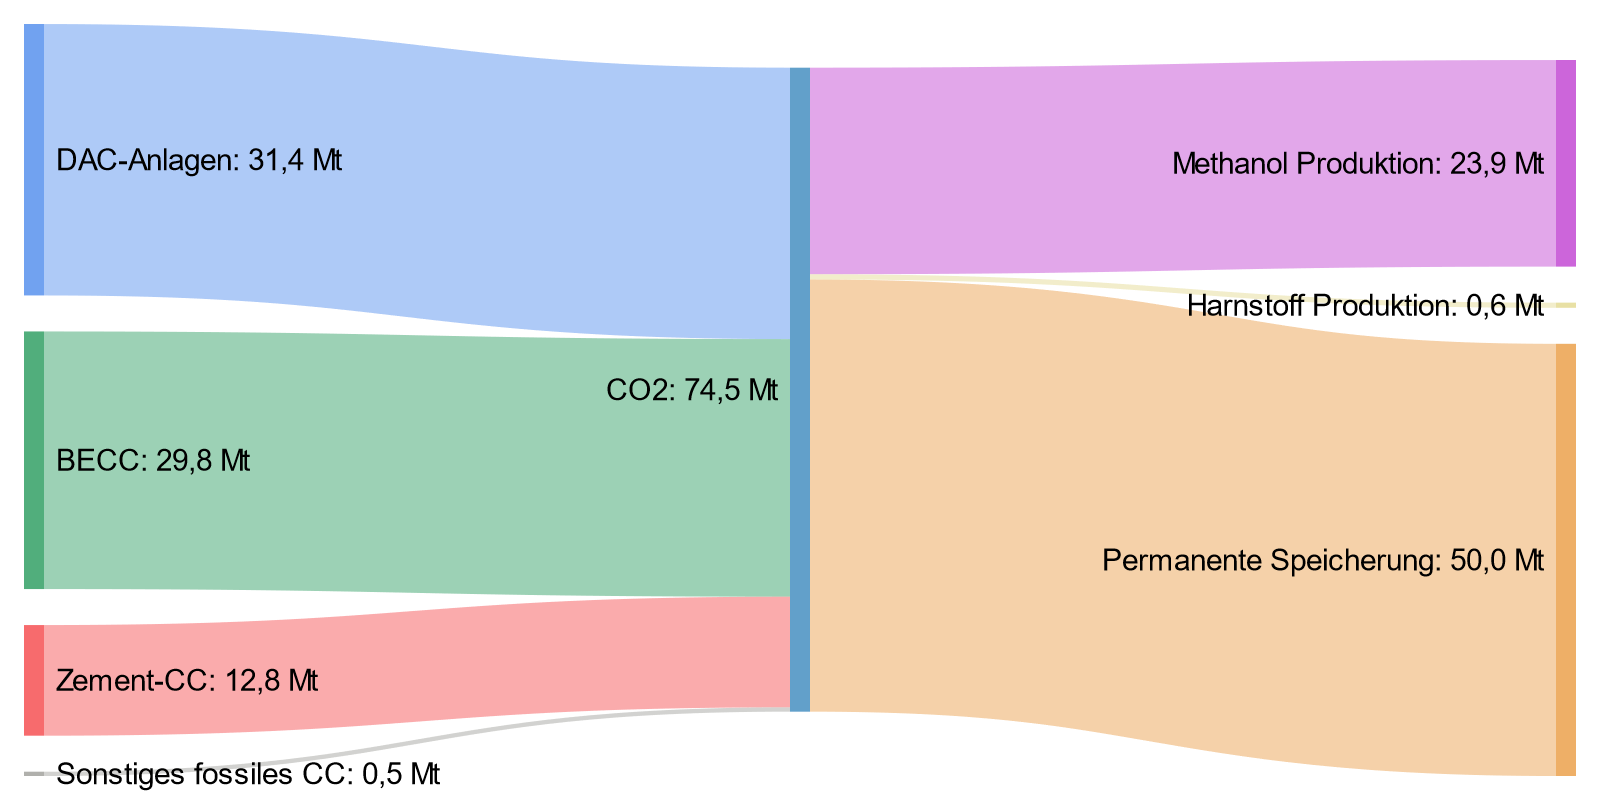 DAC-Anlagen: 31,4 Mt
BECC: 29,8 Mt
Zement-CC: 12,8 Mt
Sonstiges fossiles CC: 0,5 Mt
CO2: 74,5 Mt
Methanol Produktion: 23,9 Mt
Harnstoff Produktion: 0,6 Mt
Permanente Speicherung: 50,0 Mt